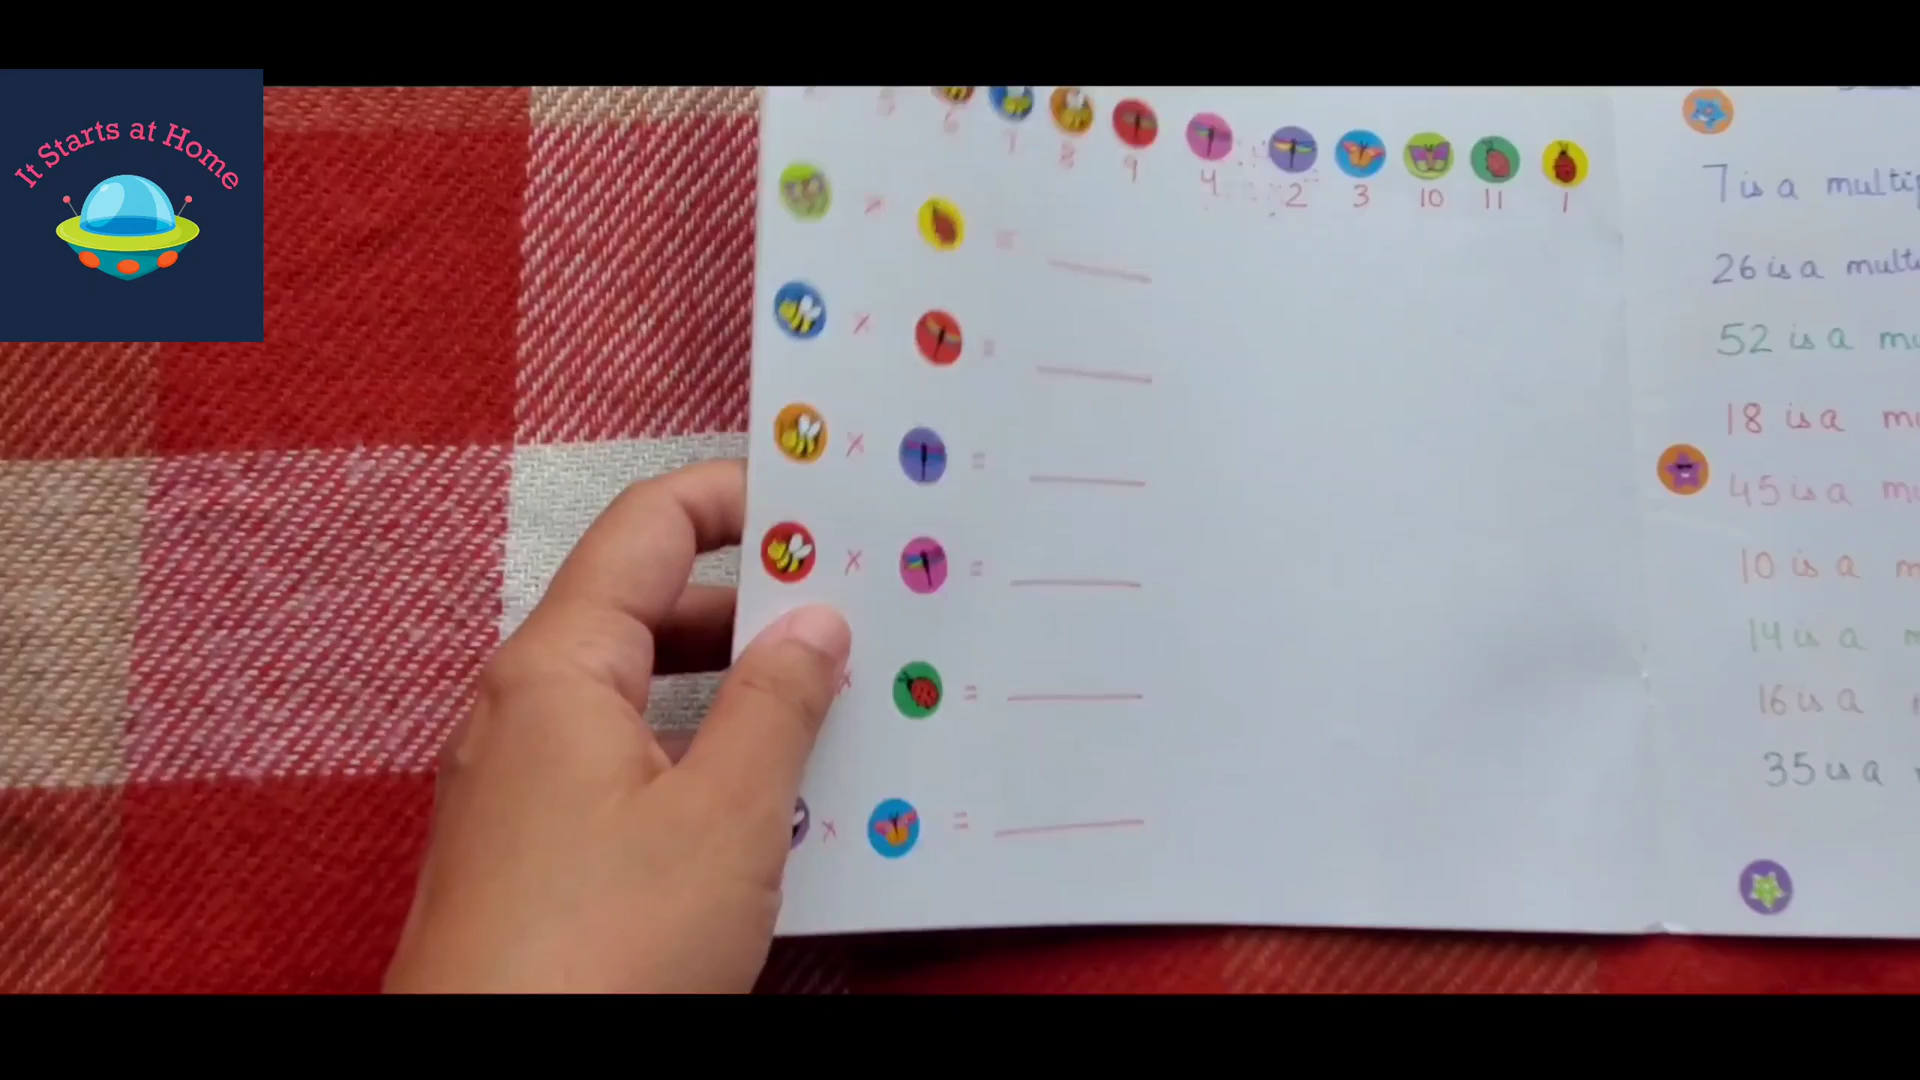 It Starts at Home
6 7 8 9 4 2 3 10 11 1
x =
x =
x =
x =
x =
x =
7 is a
26 is a
52 is a
18 is a
45 is a
10 is a
14 is a
16 is a
35 is a